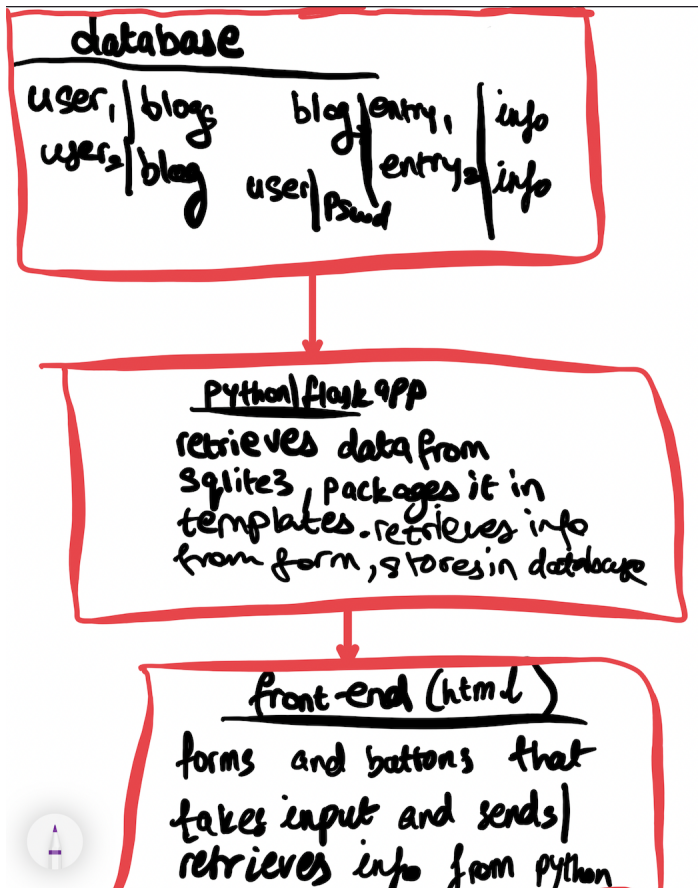 database
user₁ | blogs
user₂ | blog
blog | entry₁ | info
entry₂ | info
user | Pswd
python/flask app
retrieves data from
sqlite3, packages it in
templates. retrieves info
from form, stores in database
front-end (html)
forms and buttons that
takes input and sends/
retrieves info from python